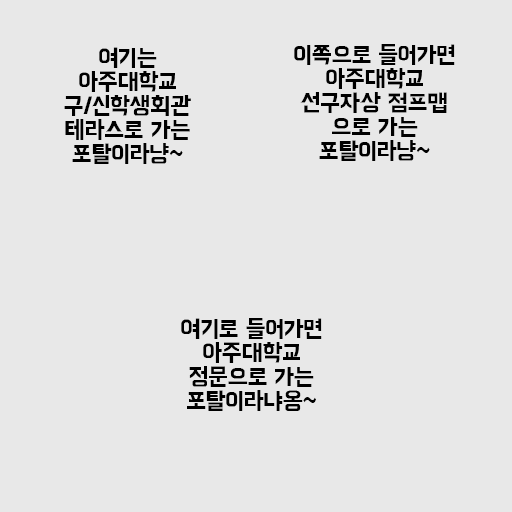 여기는
아주대학교
구/신학생회관
테라스로 가는
포탈이라냥~
이쪽으로 들어가면
아주대학교
선구자상 점프맵
으로 가는
포탈이라냥~
여기로 들어가면
아주대학교
정문으로 가는
포탈이라냐옹~